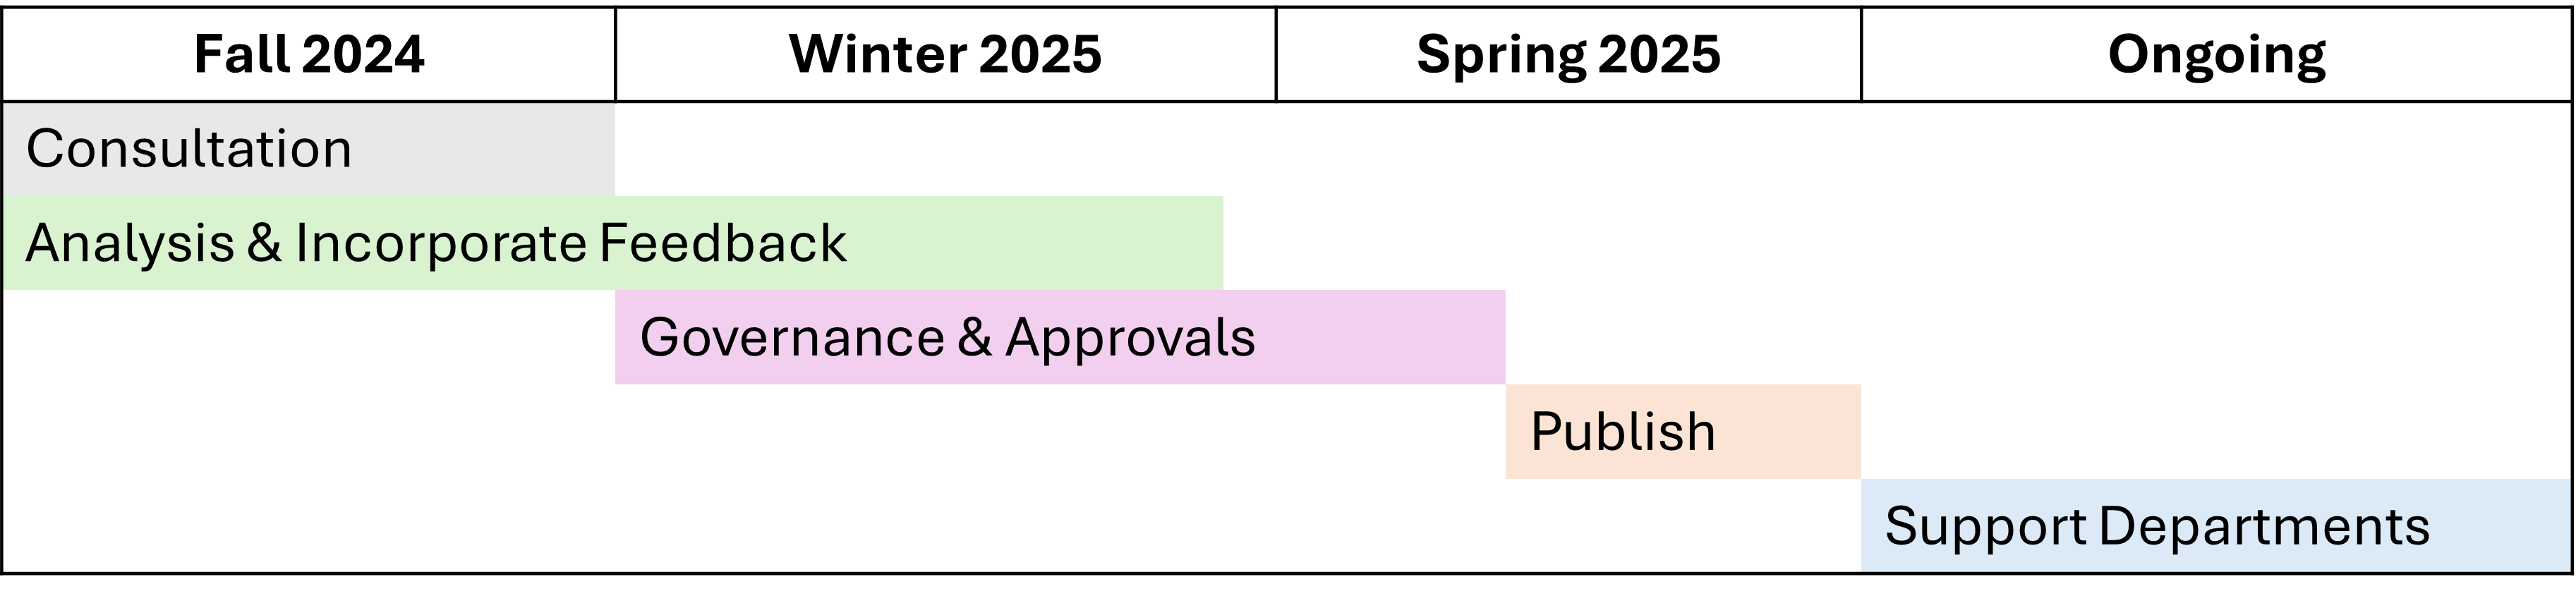 Fall 2024
Winter 2025
Spring 2025
Ongoing
Consultation
Analysis & Incorporate Feedback
Governance & Approvals
Publish
Support Departments